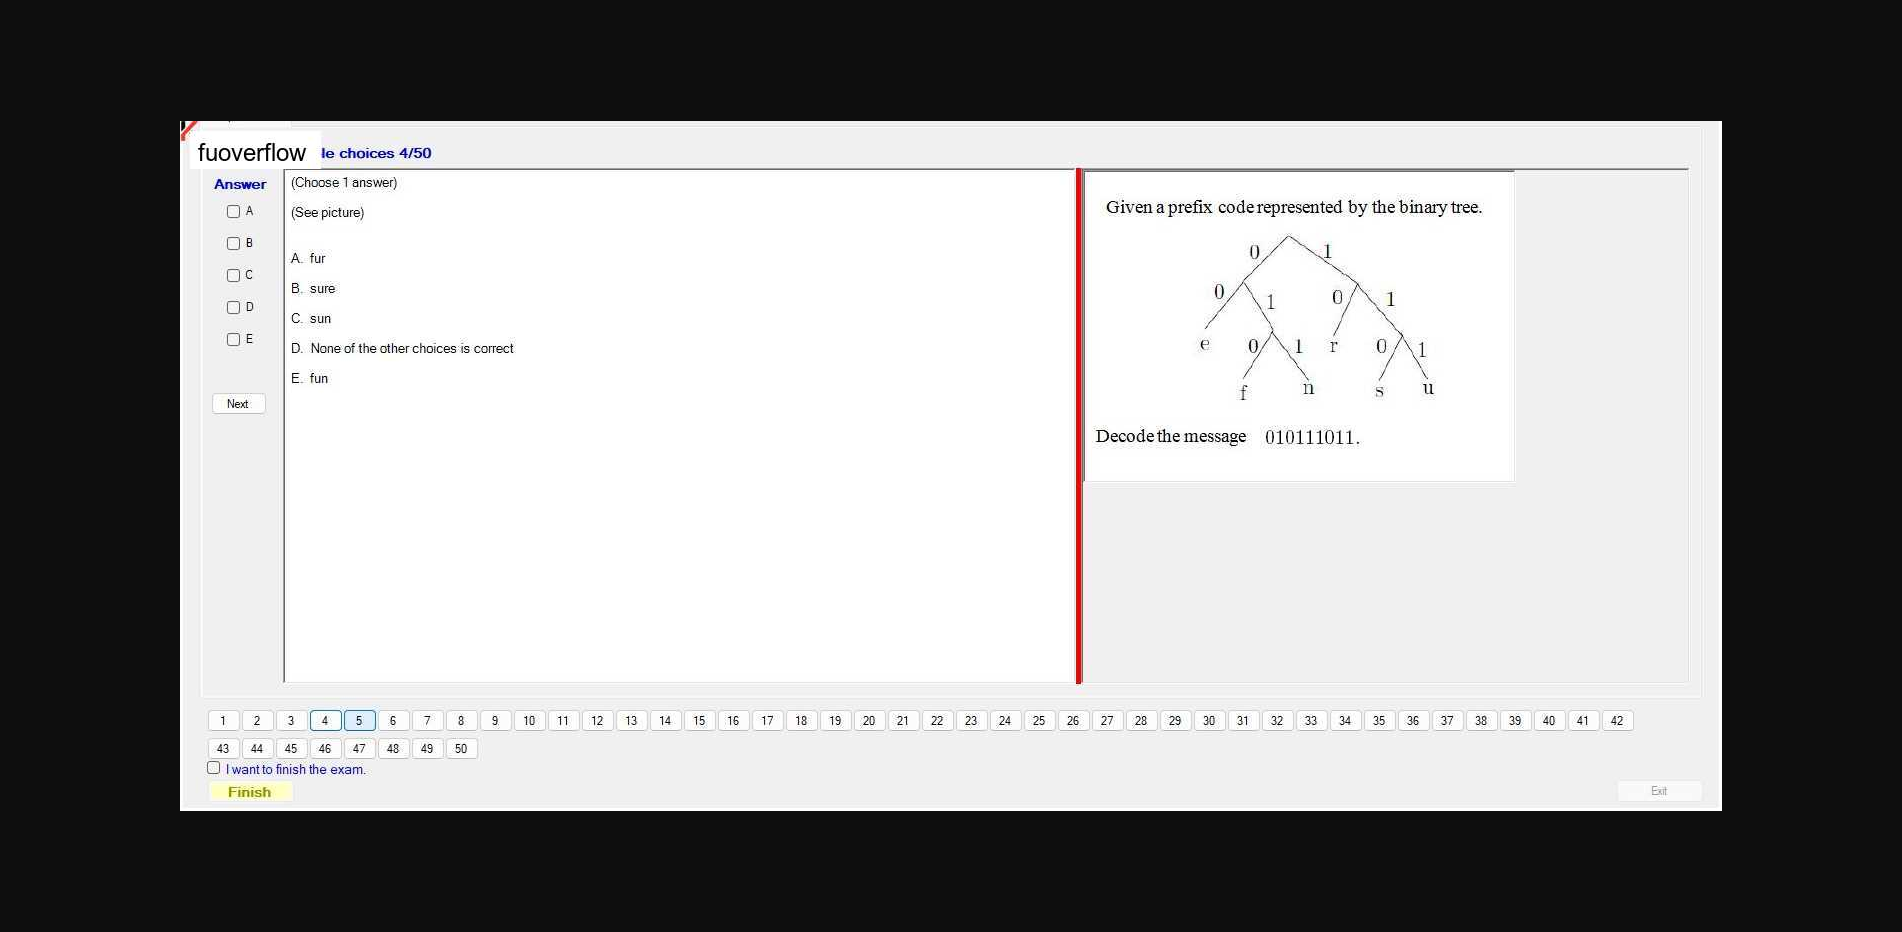 fuoverflow le choices 4/50
Answer
A
B
C
D
E
Next
(Choose 1 answer)
(See picture)
A. fur
B. sure
C. sun
D. None of the other choices is correct
E. fun
Given a prefix code represented by the binary tree.
0 1
0 1 0 1
e 0 1 r 0 1
f n s u
Decode the message 010111011.
1 2 3 4 5 6 7 8 9 10 11 12 13 14 15 16 17 18 19 20 21 22 23 24 25 26 27 28 29 30 31 32 33 34 35 36 37 38 39 40 41 42
43 44 45 46 47 48 49 50
I want to finish the exam.
Finish
Exit